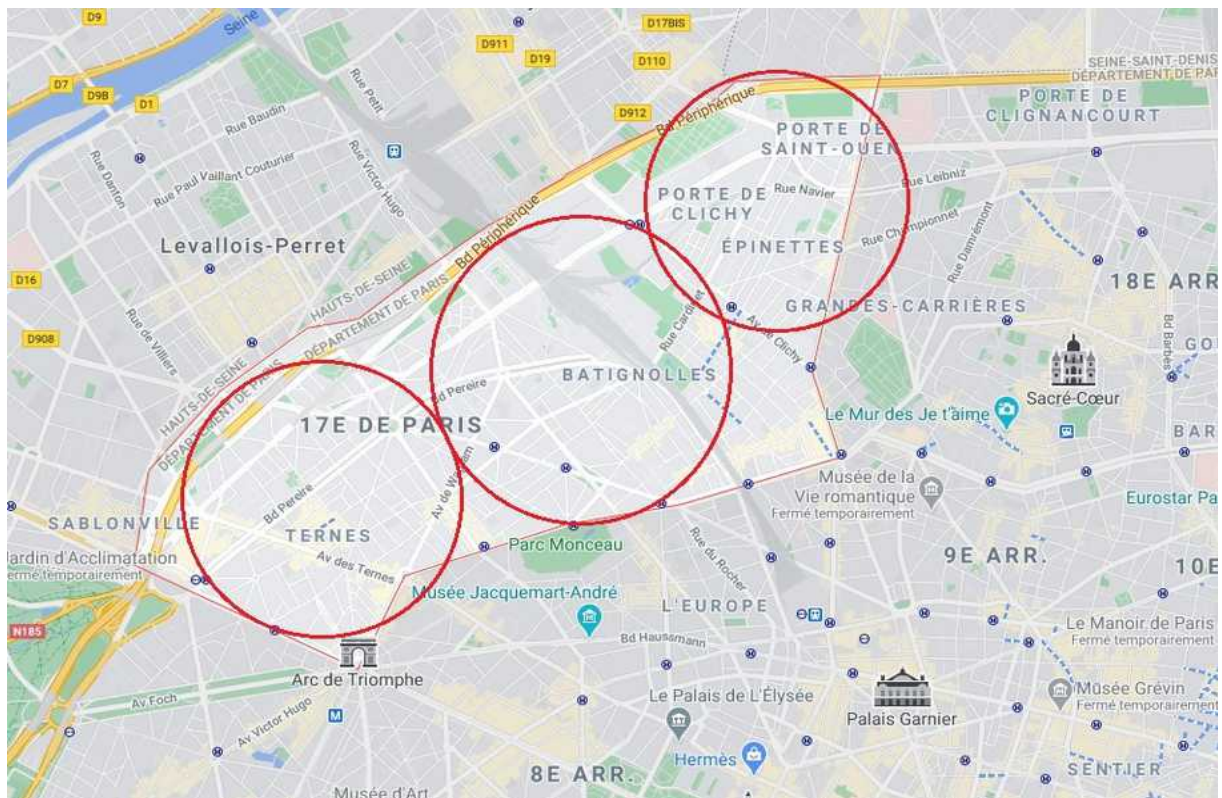 D9
Seine
D7
D9B
D1
Rue Petit
D911
D19
D17BIS
D110
D912
SEINE-SAINT-DENIS
DÉPARTEMENT DE PAR
PORTE DE
CLIGNANCOURT
Rue Baudin
Rue Danton
Rue Paul Vaillant Couturier
Rue Victor Hugo
Bd Périphérique
PORTE DE
SAINT-OUEN
Rue Leibniz
Rue Navier
PORTE DE
CLICHY
Rue Championnet
Rue Damrémont
Levallois-Perret
Bd Périphérique
ÉPINETTES
D16
HAUTS-DE-SEINE
DÉPARTEMENT DE PARIS
Rue Cardinet
GRANDES-CARRIÈRES
18E ARR
Bd Barbès
D908
Rue de Villiers
Av de Clichy
GO
HAUTS-DE-SEINE
DÉPARTEMENT DE PARIS
Bd Pereire
BATIGNOLLES
Sacré-Cœur
17E DE PARIS
Le Mur des Je t'aime
BAR
Av de Wagram
Bd Pereire
Musée de la
Vie romantique
Fermé temporairement
Eurostar Pa
SABLONVILLE
TERNES
Av des Ternes
Parc Monceau
Rue du Rocher
9E ARR.
10E
Jardin d'Acclimatation
Fermé temporairement
Musée Jacquemart-André
L'EUROPE
N185
Bd Haussmann
Le Manoir de Paris
Fermé temporairement
Arc de Triomphe
Av Foch
Av Victor Hugo
M
Le Palais de L'Élysée
Palais Garnier
Musée Grévin
Fermé temporairement
Hermès
8E ARR.
SENTIER
Musée d'Art